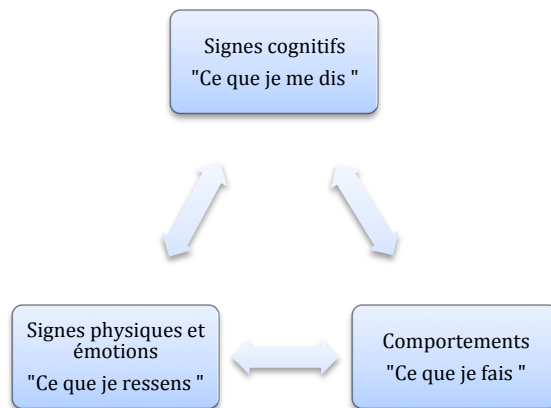 Signes cognitifs
"Ce que je me dis "
Signes physiques et
émotions
"Ce que je ressens "
Comportements
"Ce que je fais "